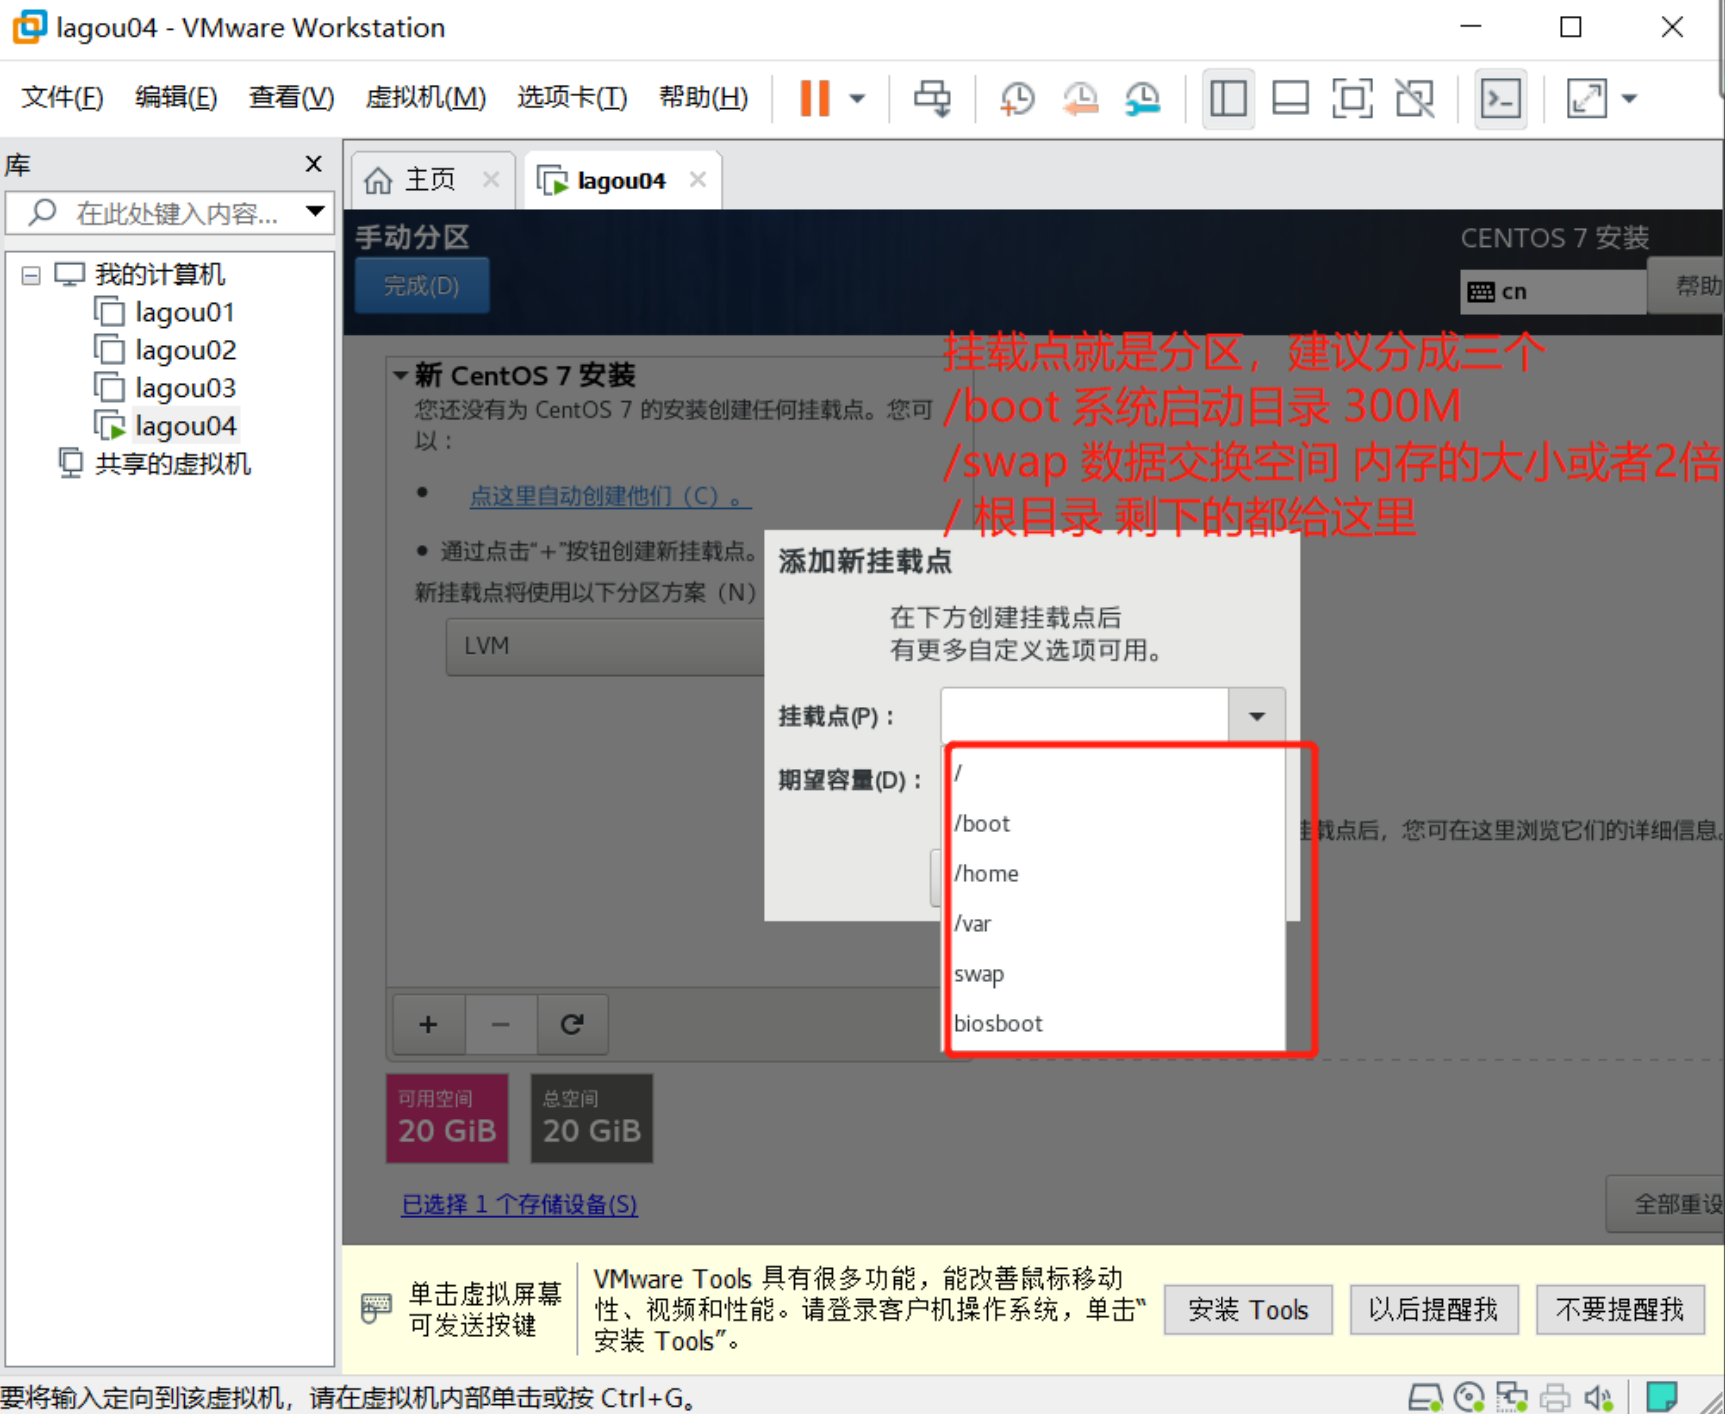 lagou04 - VMware Workstation
文件(F) 编辑(E) 查看(V) 虚拟机(M) 选项卡(T) 帮助(H)
库
在此处键入内容...
我的计算机
lagou01
lagou02
lagou03
lagou04
共享的虚拟机
主页
lagou04
手动分区
完成(D)
CENTOS 7 安装
cn
帮助
挂载点就是分区，建议分成三个
/boot 系统启动目录 300M
/swap 数据交换空间 内存的大小或者2倍
/ 根目录 剩下的都给这里
新 CentOS 7 安装
您还没有为 CentOS 7 的安装创建任何挂载点。您可
以：
点这里自动创建他们（C）。
通过点击“+”按钮创建新挂载点。
新挂载点将使用以下分区方案（N）
LVM
添加新挂载点
在下方创建挂载点后
有更多自定义选项可用。
挂载点(P)：
期望容量(D)：
/
/boot
/home
/var
swap
biosboot
挂载点后，您可在这里浏览它们的详细信息。
+ −
可用空间
20 GiB
总空间
20 GiB
已选择 1 个存储设备(S)
全部重设
单击虚拟屏幕
可发送按键
VMware Tools 具有很多功能，能改善鼠标移动
性、视频和性能。请登录客户机操作系统，单击“
安装 Tools”。
安装 Tools
以后提醒我
不要提醒我
要将输入定向到该虚拟机，请在虚拟机内部单击或按 Ctrl+G。